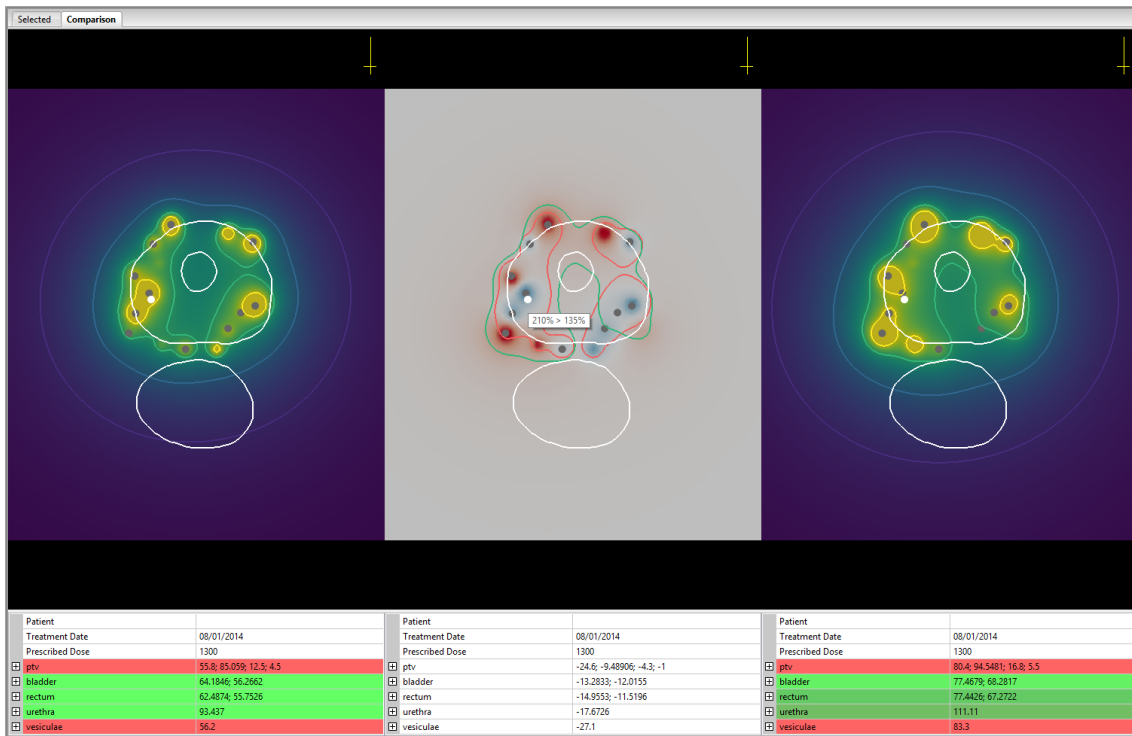 Selected Comparison
210% > 135%
Patient
Treatment Date 08/01/2014
Prescribed Dose 1300
ptv 55.8; 85.059; 12.5; 4.5
bladder 64.1846; 56.2662
rectum 62.4874; 55.7526
urethra 93.437
vesiculae 56.2
Patient
Treatment Date 08/01/2014
Prescribed Dose 1300
ptv -24.6; -9.48906; -4.3; -1
bladder -13.2833; -12.0155
rectum -14.9553; -11.5196
urethra -17.6726
vesiculae -27.1
Patient
Treatment Date 08/01/2014
Prescribed Dose 1300
ptv 80.4; 94.5481; 16.8; 5.5
bladder 77.4679; 68.2817
rectum 77.4426; 67.2722
urethra 111.11
vesiculae 83.3